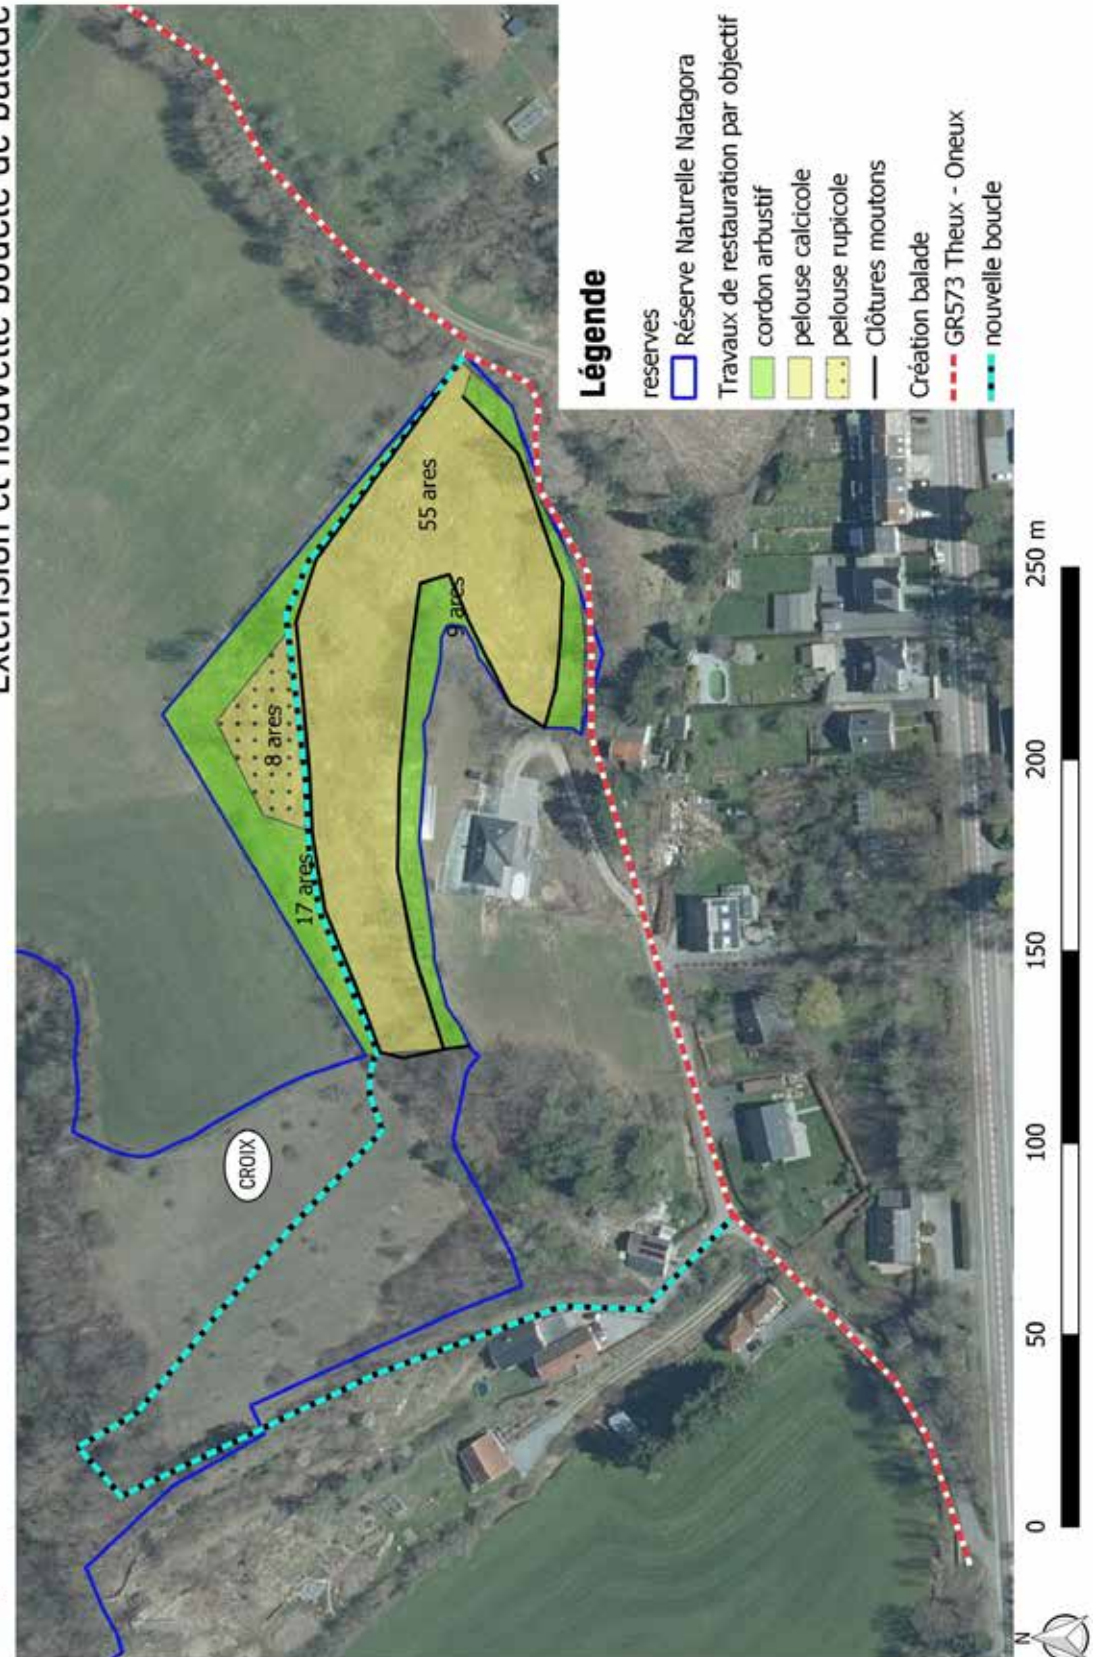 Extension et nouvelle boucle de balade
CROIX
17 ares
8 ares
9 ares
55 ares
Légende
reserves
Réserve Naturelle Natagora
Travaux de restauration par objectif
cordon arbustif
pelouse calcicole
pelouse rupicole
Clôtures moutons
Création balade
GR573 Theux - Oneux
nouvelle boucle
N
0 50 100 150 200 250 m